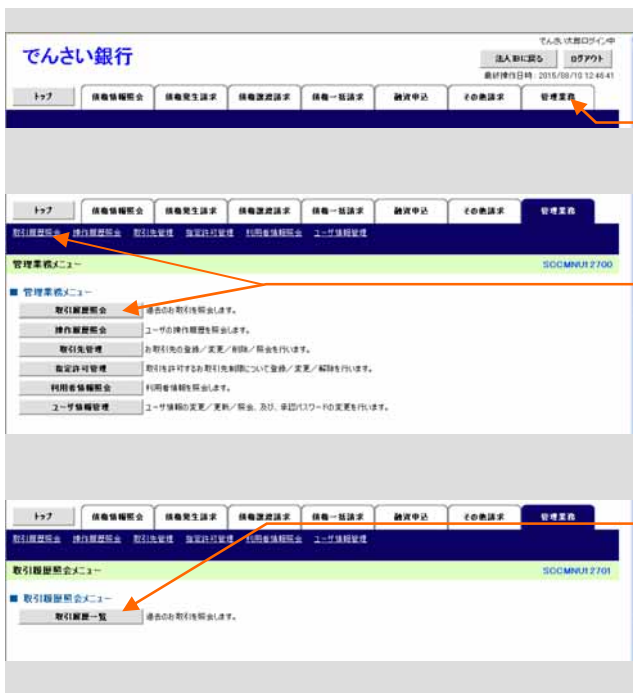 でんさい太郎ログイン中
でんさい銀行
法人IBに戻る ログアウト
最終操作日時:2015/08/10 12:46:41
トップ 債権情報照会 債権発生請求 債権譲渡請求 債権一括請求 融資申込 その他請求 管理業務
トップ 債権情報照会 債権発生請求 債権譲渡請求 債権一括請求 融資申込 その他請求 管理業務
取引履歴照会 操作履歴照会 取引先管理 指定許可管理 利用者情報照会 ユーザ情報管理
管理業務メニュー SCCMNU12700
■ 管理業務メニュー
取引履歴照会 過去のお取引を照会します。
操作履歴照会 ユーザの操作履歴を照会します。
取引先管理 お取引先の登録/変更/削除/照会を行います。
指定許可管理 取引を許可するお取引先制限について登録/変更/解除を行います。
利用者情報照会 利用者情報を照会します。
ユーザ情報管理 ユーザ情報の変更/更新/照会、及び、承認パスワードの変更を行います。
トップ 債権情報照会 債権発生請求 債権譲渡請求 債権一括請求 融資申込 その他請求 管理業務
取引履歴照会 操作履歴照会 取引先管理 指定許可管理 利用者情報照会 ユーザ情報管理
取引履歴照会メニュー SCCMNU12701
■ 取引履歴照会メニュー
取引履歴一覧 過去のお取引を照会します。